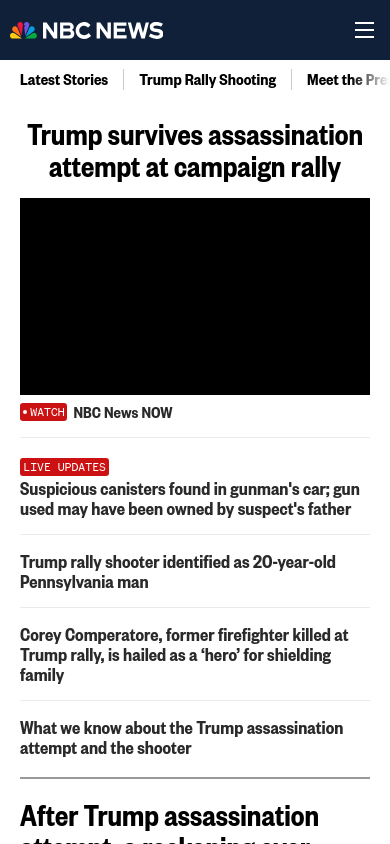 NBC NEWS
Latest Stories
Trump Rally Shooting
Meet the Pre
Trump survives assassination
attempt at campaign rally
WATCH
NBC News NOW
LIVE UPDATES
Suspicious canisters found in gunman's car; gun
used may have been owned by suspect's father
Trump rally shooter identified as 20-year-old
Pennsylvania man
Corey Comperatore, former firefighter killed at
Trump rally, is hailed as a ‘hero’ for shielding
family
What we know about the Trump assassination
attempt and the shooter
After Trump assassination
attempt, a reckoning over